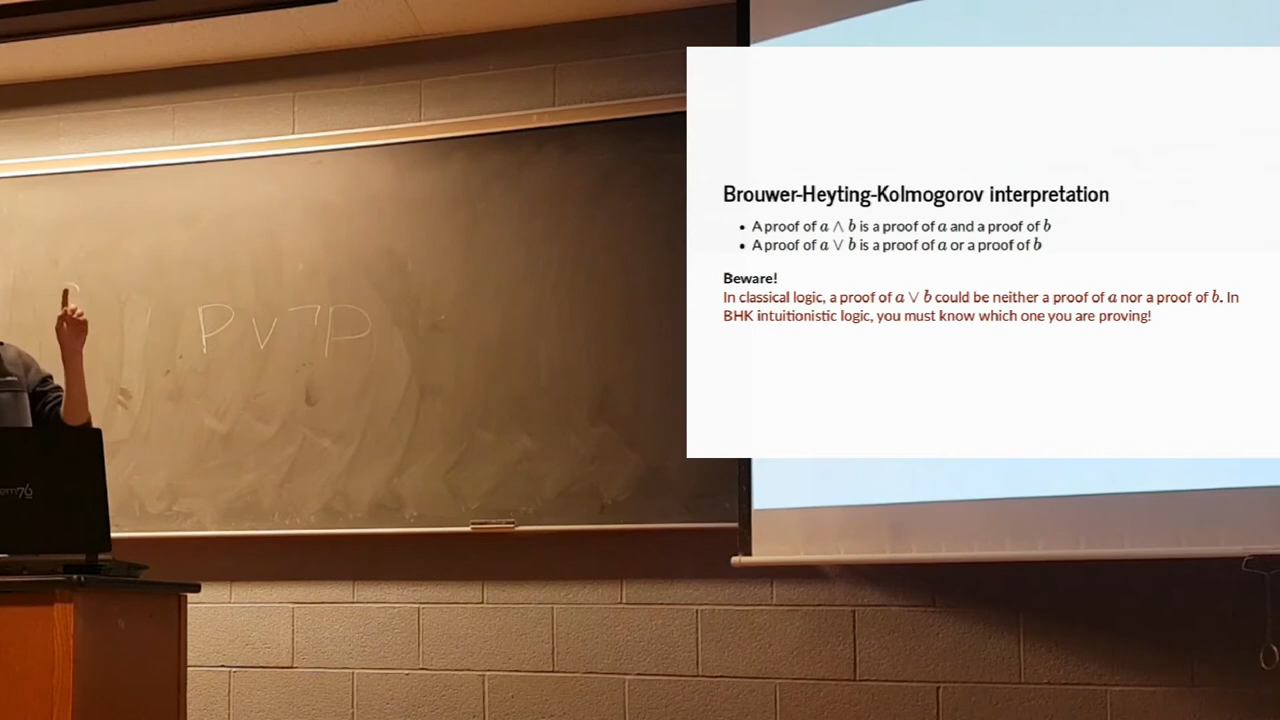 P ∨ ¬P
em76
Brouwer-Heyting-Kolmogorov interpretation
• A proof of a ∧ b is a proof of a and a proof of b
• A proof of a ∨ b is a proof of a or a proof of b
Beware!
In classical logic, a proof of a ∨ b could be neither a proof of a nor a proof of b. In
BHK intuitionistic logic, you must know which one you are proving!